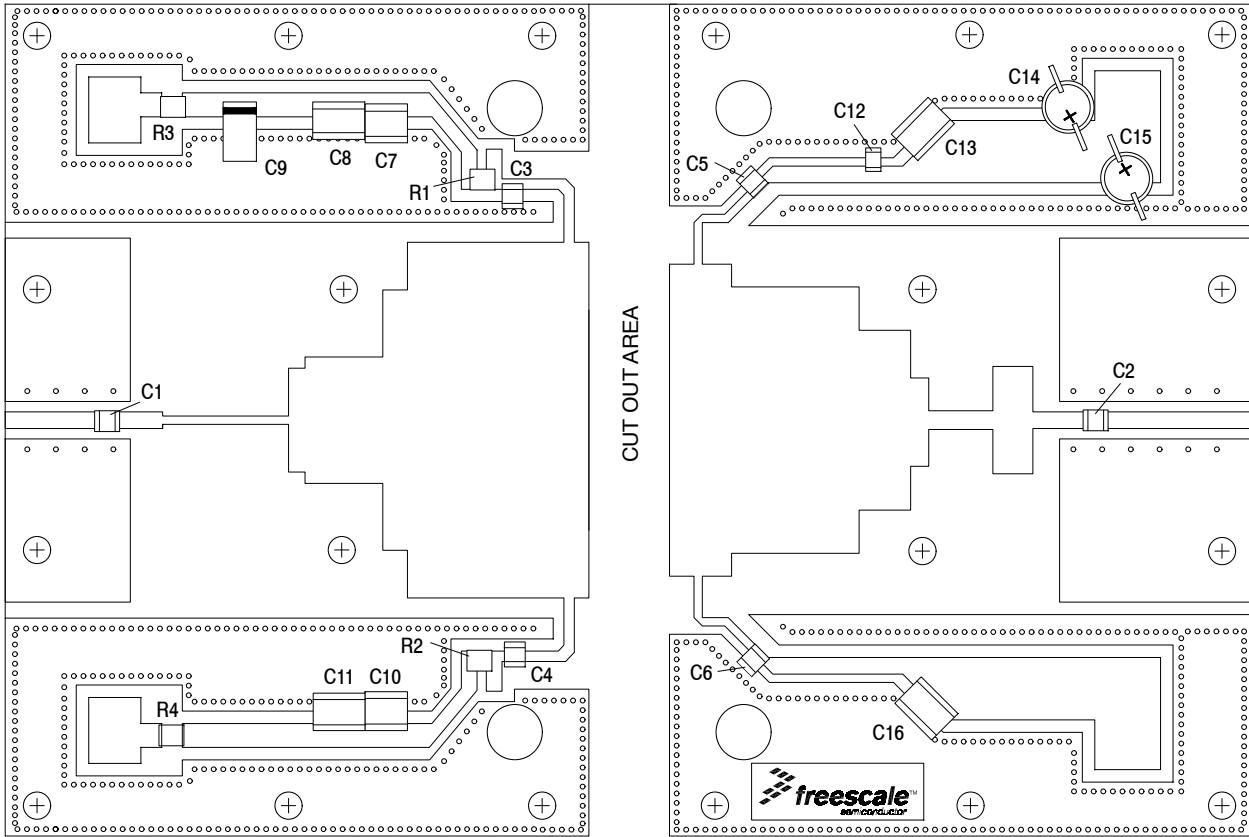 C14
C12
C15
R3
C13
C8
C7
C9
C3
C5
R1
CUT OUT AREA
C1
C2
R2
C11
C10
C4
C6
R4
C16
freescale™
semiconductor